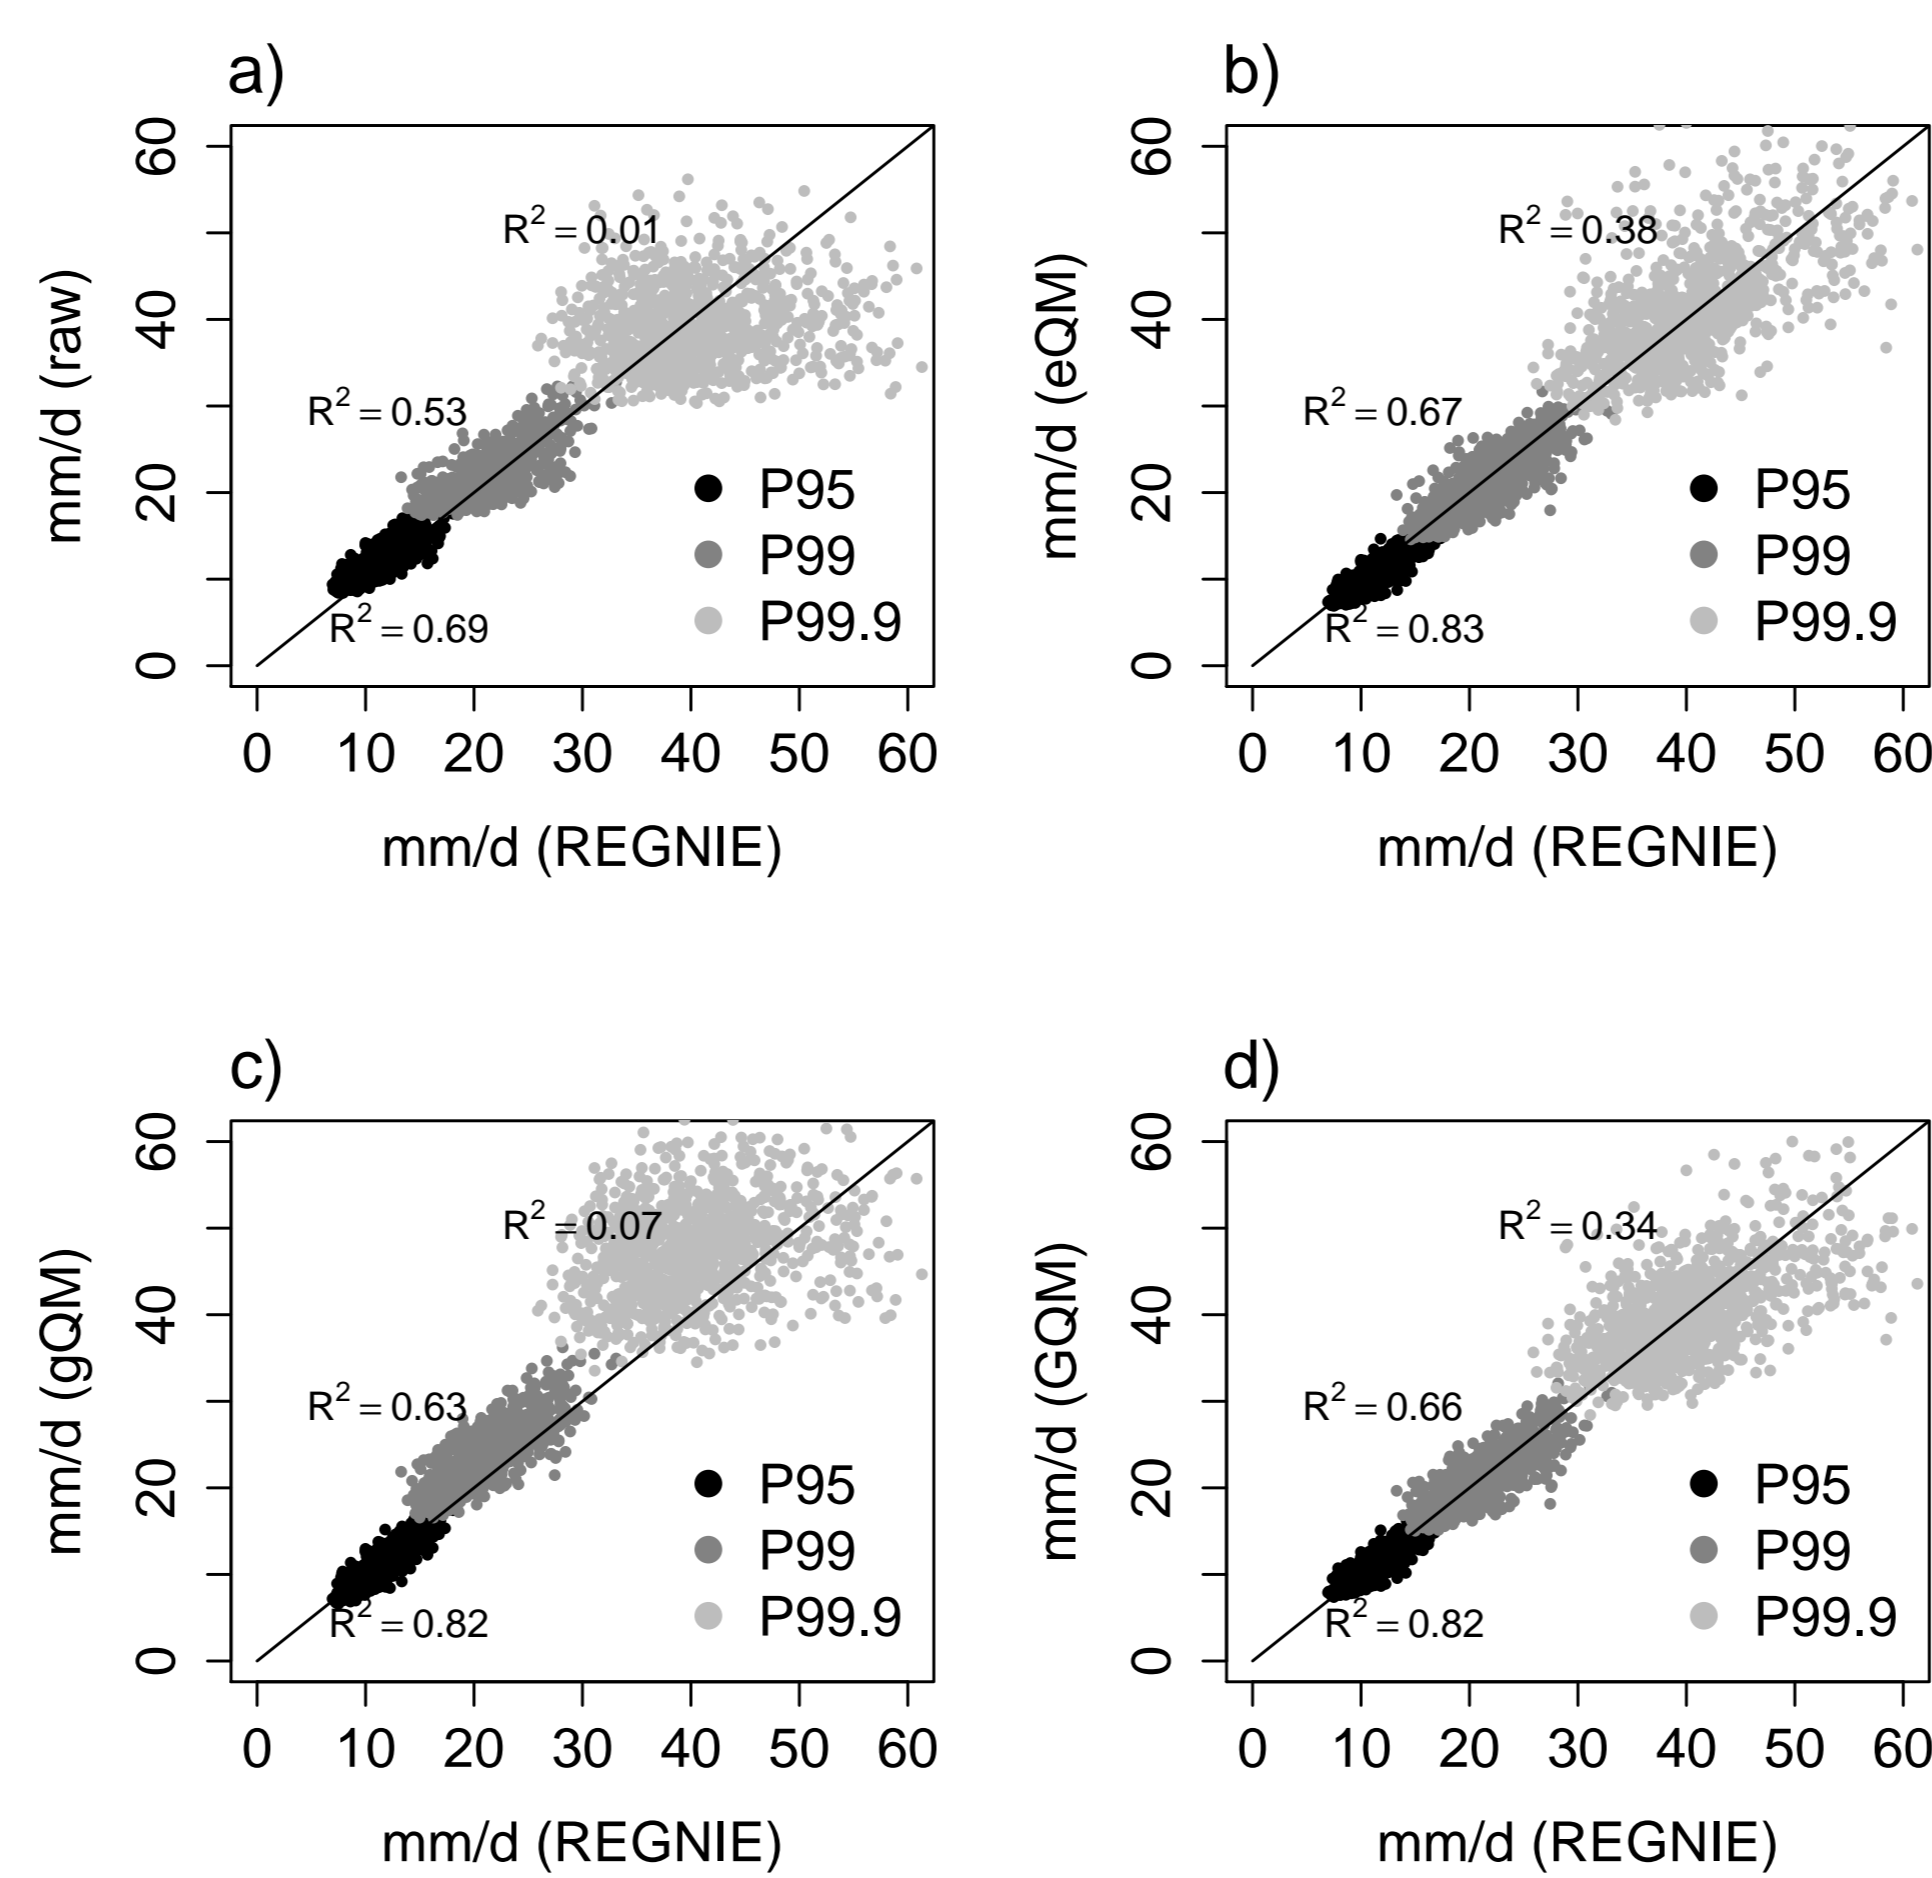 a)
mm/d (raw)
60
40
20
0
R² = 0.01
R² = 0.53
R² = 0.69
P95
P99
P99.9
0 10 20 30 40 50 60
mm/d (REGNIE)
b)
mm/d (eQM)
60
40
20
0
R² = 0.38
R² = 0.67
R² = 0.83
P95
P99
P99.9
0 10 20 30 40 50 60
mm/d (REGNIE)
c)
mm/d (gQM)
60
40
20
0
R² = 0.07
R² = 0.63
R² = 0.82
P95
P99
P99.9
0 10 20 30 40 50 60
mm/d (REGNIE)
d)
mm/d (GQM)
60
40
20
0
R² = 0.34
R² = 0.66
R² = 0.82
P95
P99
P99.9
0 10 20 30 40 50 60
mm/d (REGNIE)